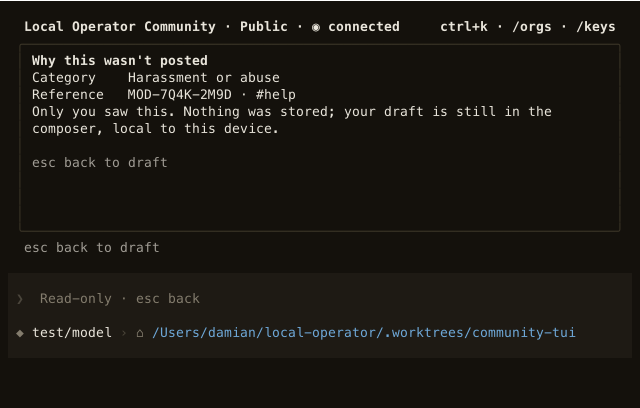 Local Operator Community · Public · ◉ connected     ctrl+k · /orgs · /keys
Why this wasn't posted
Category    Harassment or abuse
Reference   MOD-7Q4K-2M9D · #help
Only you saw this. Nothing was stored; your draft is still in the
composer, local to this device.
esc back to draft
esc back to draft
❯  Read-only · esc back
◆ test/model › ⌂ /Users/damian/local-operator/.worktrees/community-tui